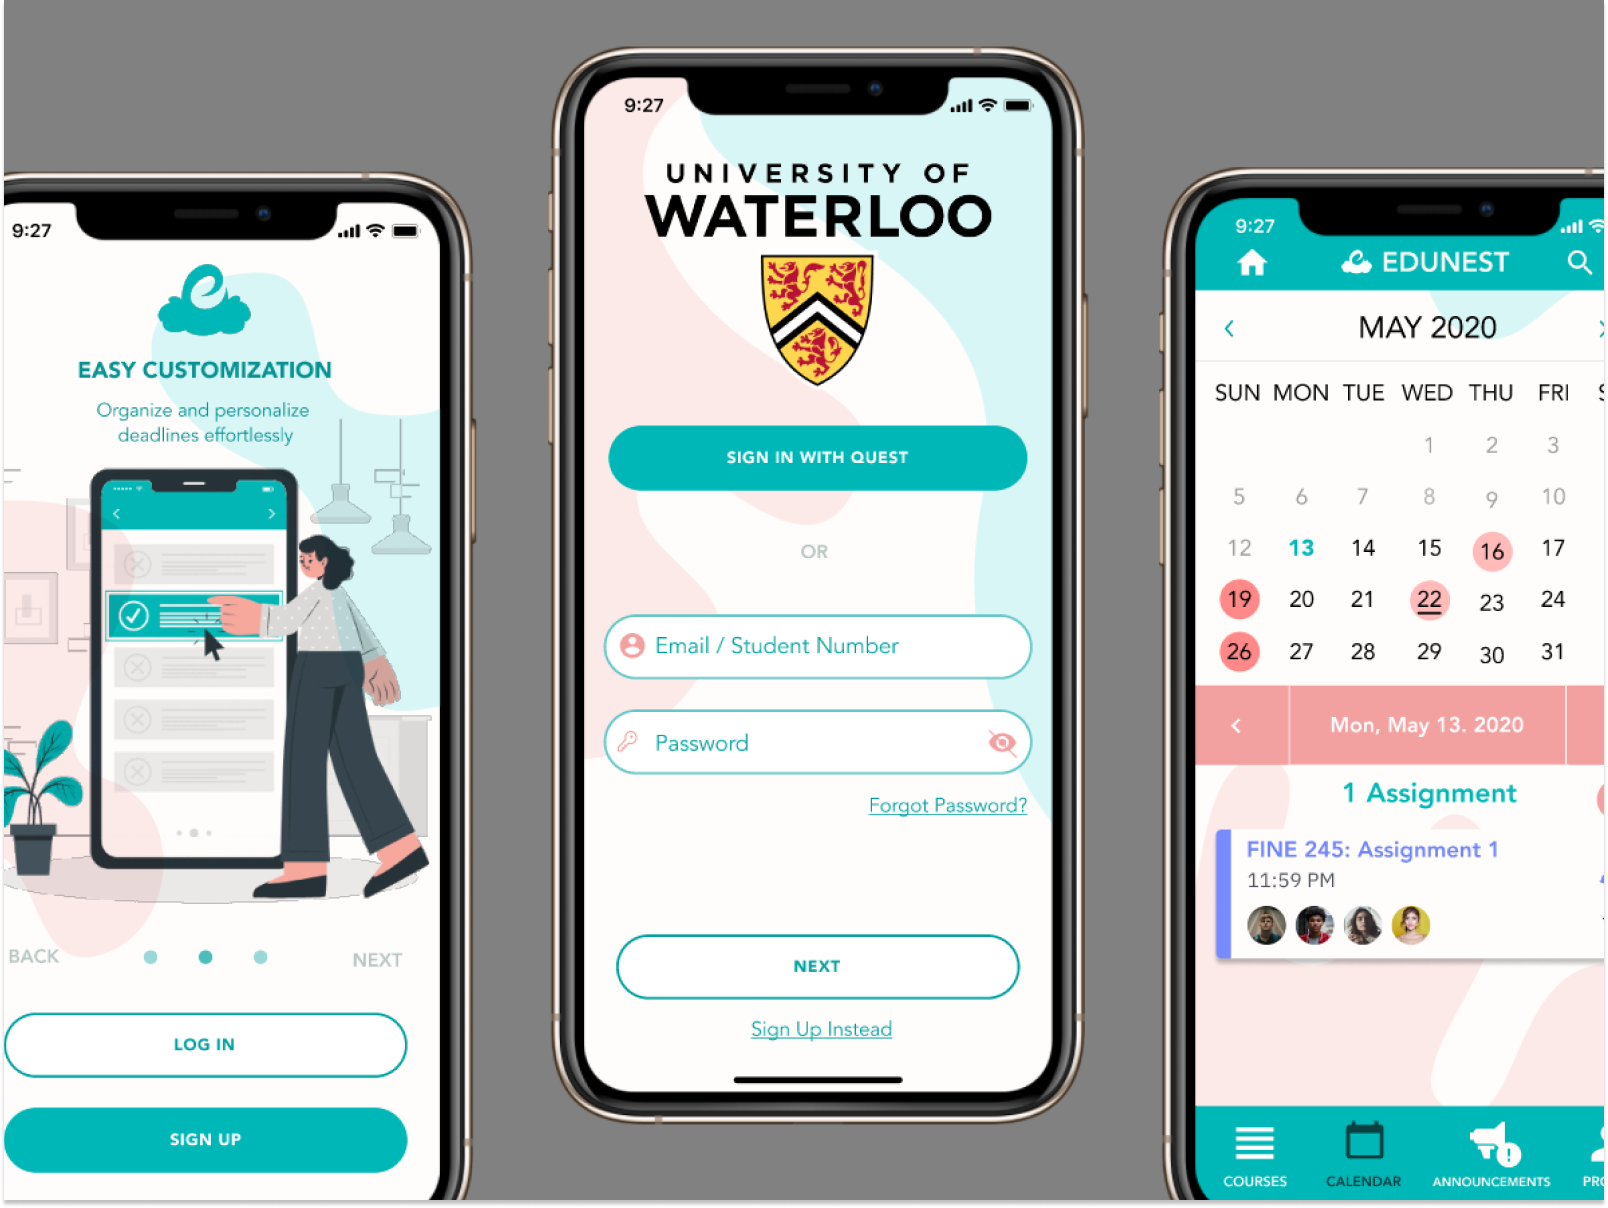 9:27
EASY CUSTOMIZATION
Organize and personalize
deadlines effortlessly
BACK
NEXT
LOG IN
SIGN UP
9:27
UNIVERSITY OF
WATERLOO
SIGN IN WITH QUEST
OR
Email / Student Number
Password
Forgot Password?
NEXT
Sign Up Instead
9:27
EDUNEST
MAY 2020
SUN MON TUE WED THU FRI
1 2 3
5 6 7 8 9 10
12 13 14 15 16 17
19 20 21 22 23 24
26 27 28 29 30 31
Mon, May 13. 2020
1 Assignment
FINE 245: Assignment 1
11:59 PM
COURSES CALENDAR ANNOUNCEMENTS